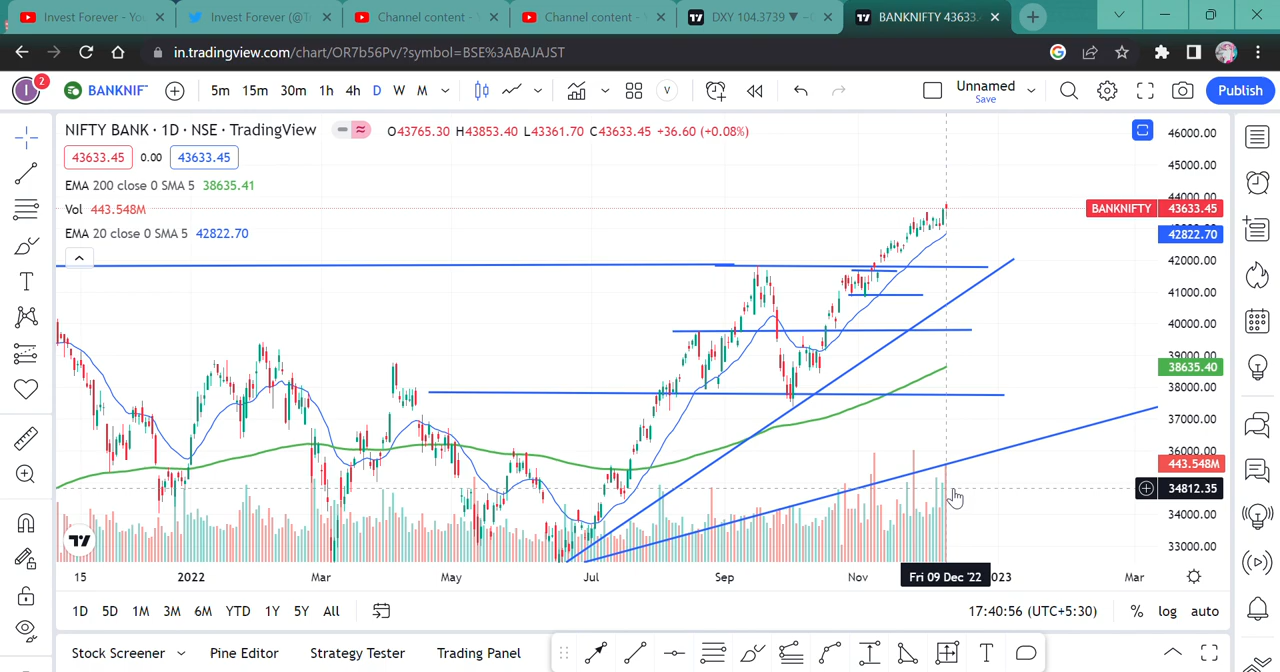 Invest Forever - You
Invest Forever (@T
Channel content -
Channel content -
DXY 104.3739 ▼ −
BANKNIFTY 43633.
in.tradingview.com/chart/OR7b56Pv/?symbol=BSE%3ABAJAJST
I 2
BANKNIF
5m 15m 30m 1h 4h D W M
V
Unnamed
Save
Publish
NIFTY BANK · 1D · NSE · TradingView
O43765.30 H43853.40 L43361.70 C43633.45 +36.60 (+0.08%)
43633.45 0.00 43633.45
EMA 200 close 0 SMA 5 38635.41
Vol 443.548M
EMA 20 close 0 SMA 5 42822.70
46000.00
45000.00
44000.00
BANKNIFTY 43633.45
43000.00
42822.70
42000.00
41000.00
40000.00
39000.00
38635.40
38000.00
37000.00
36000.00
443.548M
34812.35
34000.00
33000.00
15 2022 Mar May Jul Sep Nov Fri 09 Dec '22 023 Mar
1D 5D 1M 3M 6M YTD 1Y 5Y All
17:40:56 (UTC+5:30) % log auto
Stock Screener Pine Editor Strategy Tester Trading Panel
T